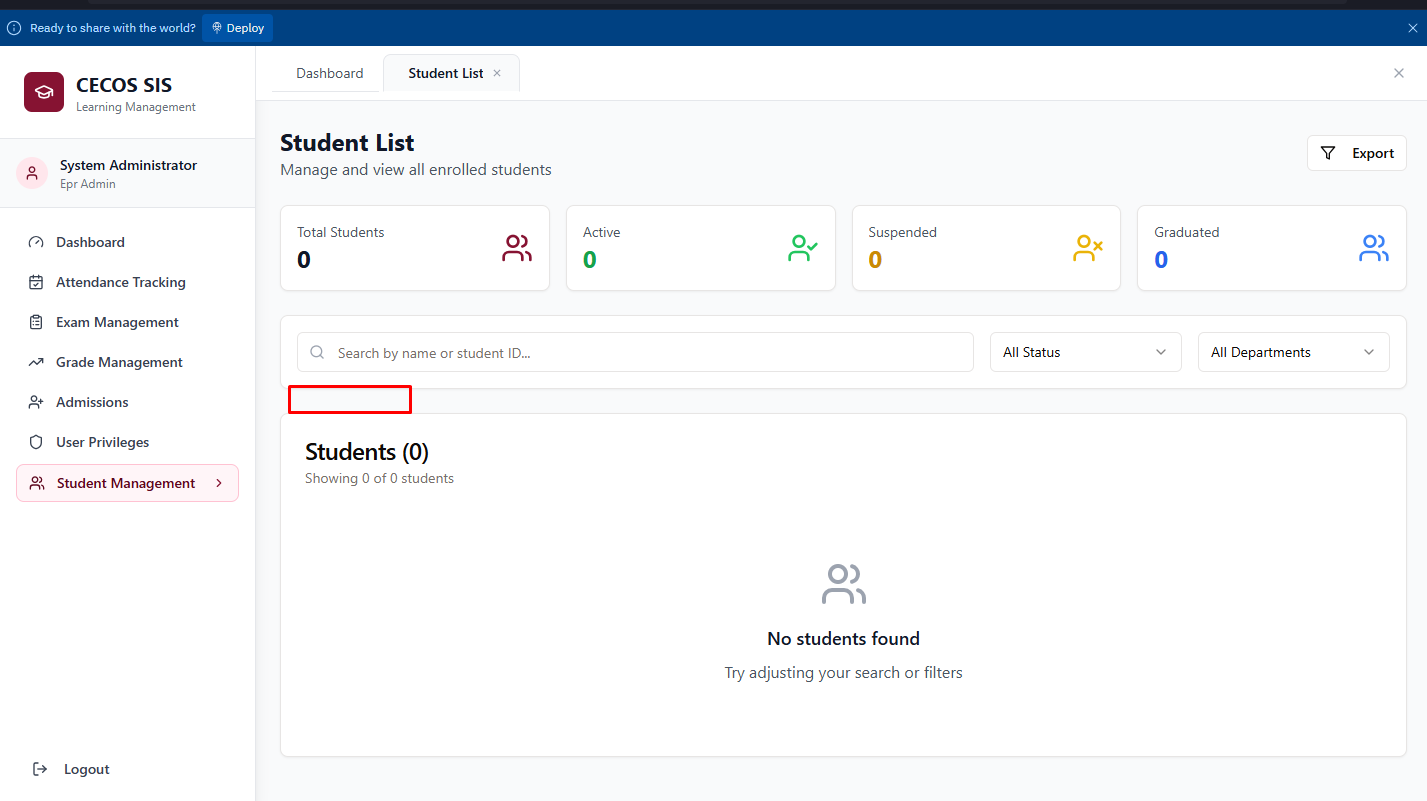 Ready to share with the world?
Deploy
CECOS SIS
Learning Management
System Administrator
Epr Admin
Dashboard
Attendance Tracking
Exam Management
Grade Management
Admissions
User Privileges
Student Management
Logout
Dashboard
Student List
Student List
Manage and view all enrolled students
Export
Total Students
0
Active
0
Suspended
0
Graduated
0
Search by name or student ID...
All Status
All Departments
Students (0)
Showing 0 of 0 students
No students found
Try adjusting your search or filters